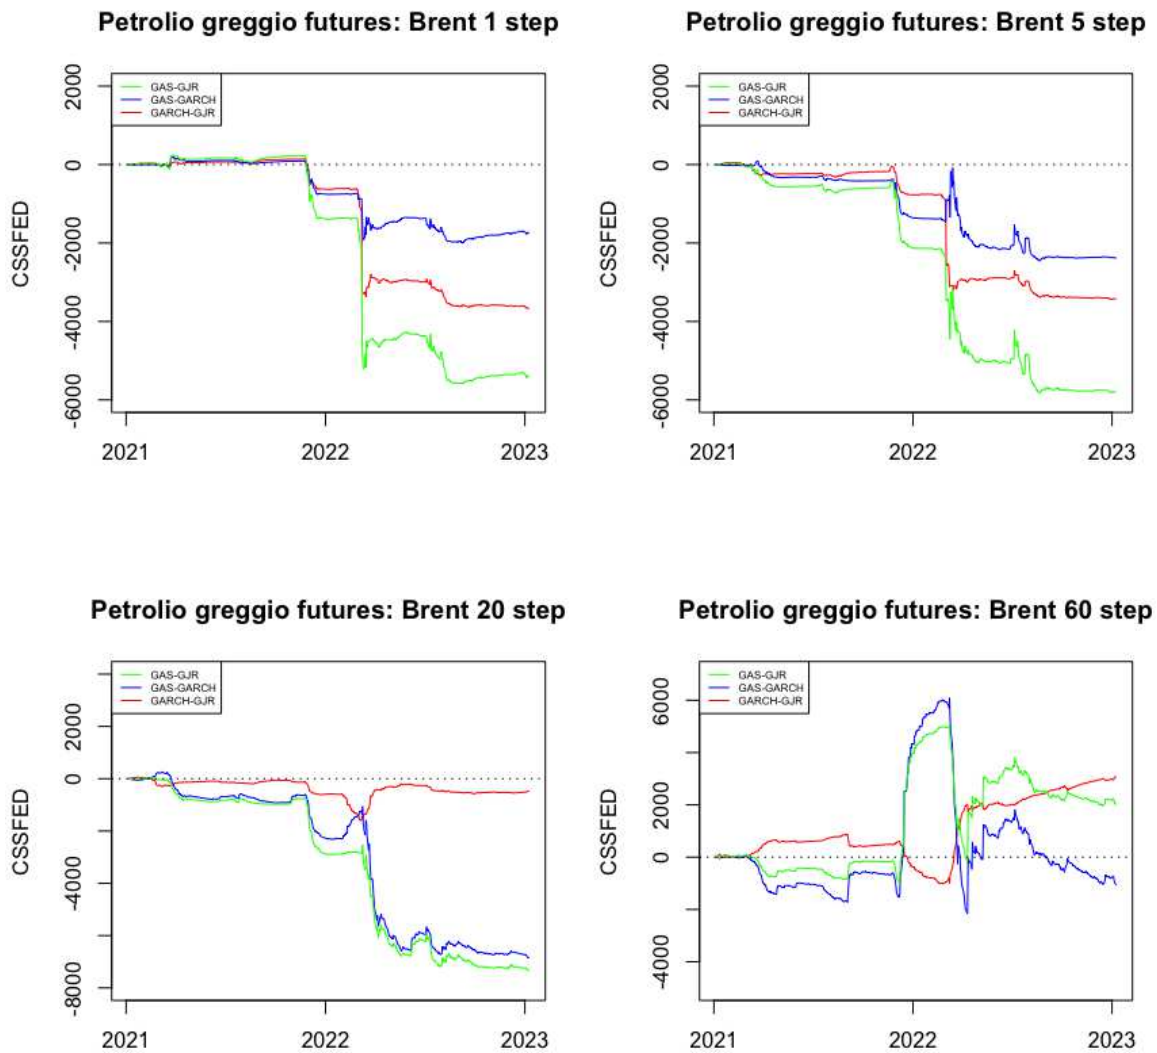 Petrolio greggio futures: Brent 1 step
GAS-GJR
GAS-GARCH
GARCH-GJR
CSSFED
2000
0
-2000
-4000
-6000
2021
2022
2023
Petrolio greggio futures: Brent 5 step
GAS-GJR
GAS-GARCH
GARCH-GJR
CSSFED
2000
0
-2000
-4000
-6000
2021
2022
2023
Petrolio greggio futures: Brent 20 step
GAS-GJR
GAS-GARCH
GARCH-GJR
CSSFED
2000
0
-4000
-8000
2021
2022
2023
Petrolio greggio futures: Brent 60 step
GAS-GJR
GAS-GARCH
GARCH-GJR
CSSFED
6000
2000
0
-4000
2021
2022
2023